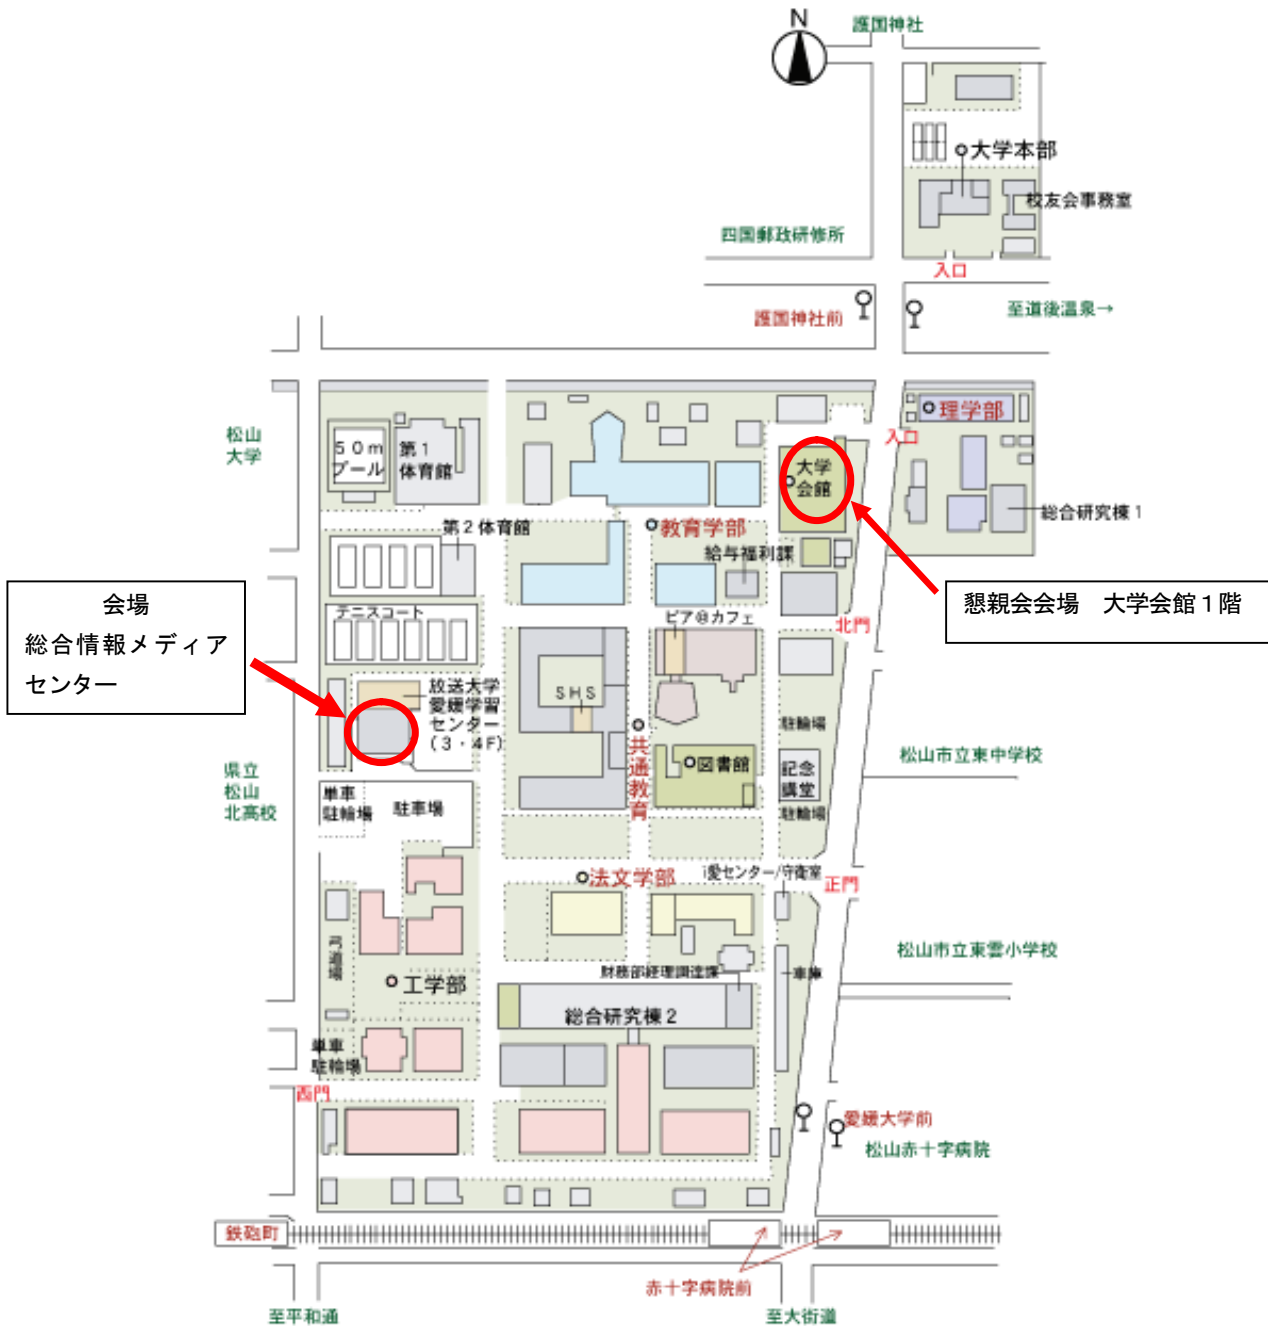 N
護国神社
大学本部
校友会事務室
四国郵政研修所
入口
護国神社前
至道後温泉→
松山
大学
50m
プール
第1
体育館
大学
会館
理学部
入口
総合研究棟1
第2体育館
教育学部
給与福利課
会場
総合情報メディア
センター
懇親会会場　大学会館1階
テニスコート
ピア@カフェ
北門
放送大学
愛媛学習
センター
(3・4F)
SHS
共通教育
図書館
駐輪場
記念
講堂
駐輪場
松山市立東中学校
県立
松山
北高校
単車
駐輪場
駐車場
法文学部
i愛センター/守衛室
正門
弓道場
工学部
財務部経理調達課
車庫
松山市立東雲小学校
総合研究棟2
単車
駐輪場
西門
愛媛大学前
松山赤十字病院
鉄砲町
赤十字病院前
至平和通
至大街道